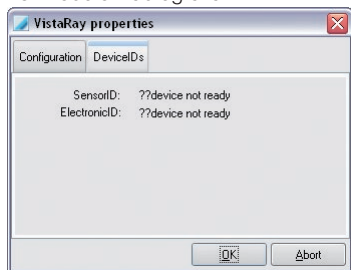 VistaRay properties
Configuration DeviceIDs
SensorID: ??device not ready
ElectronicID: ??device not ready
OK Abort